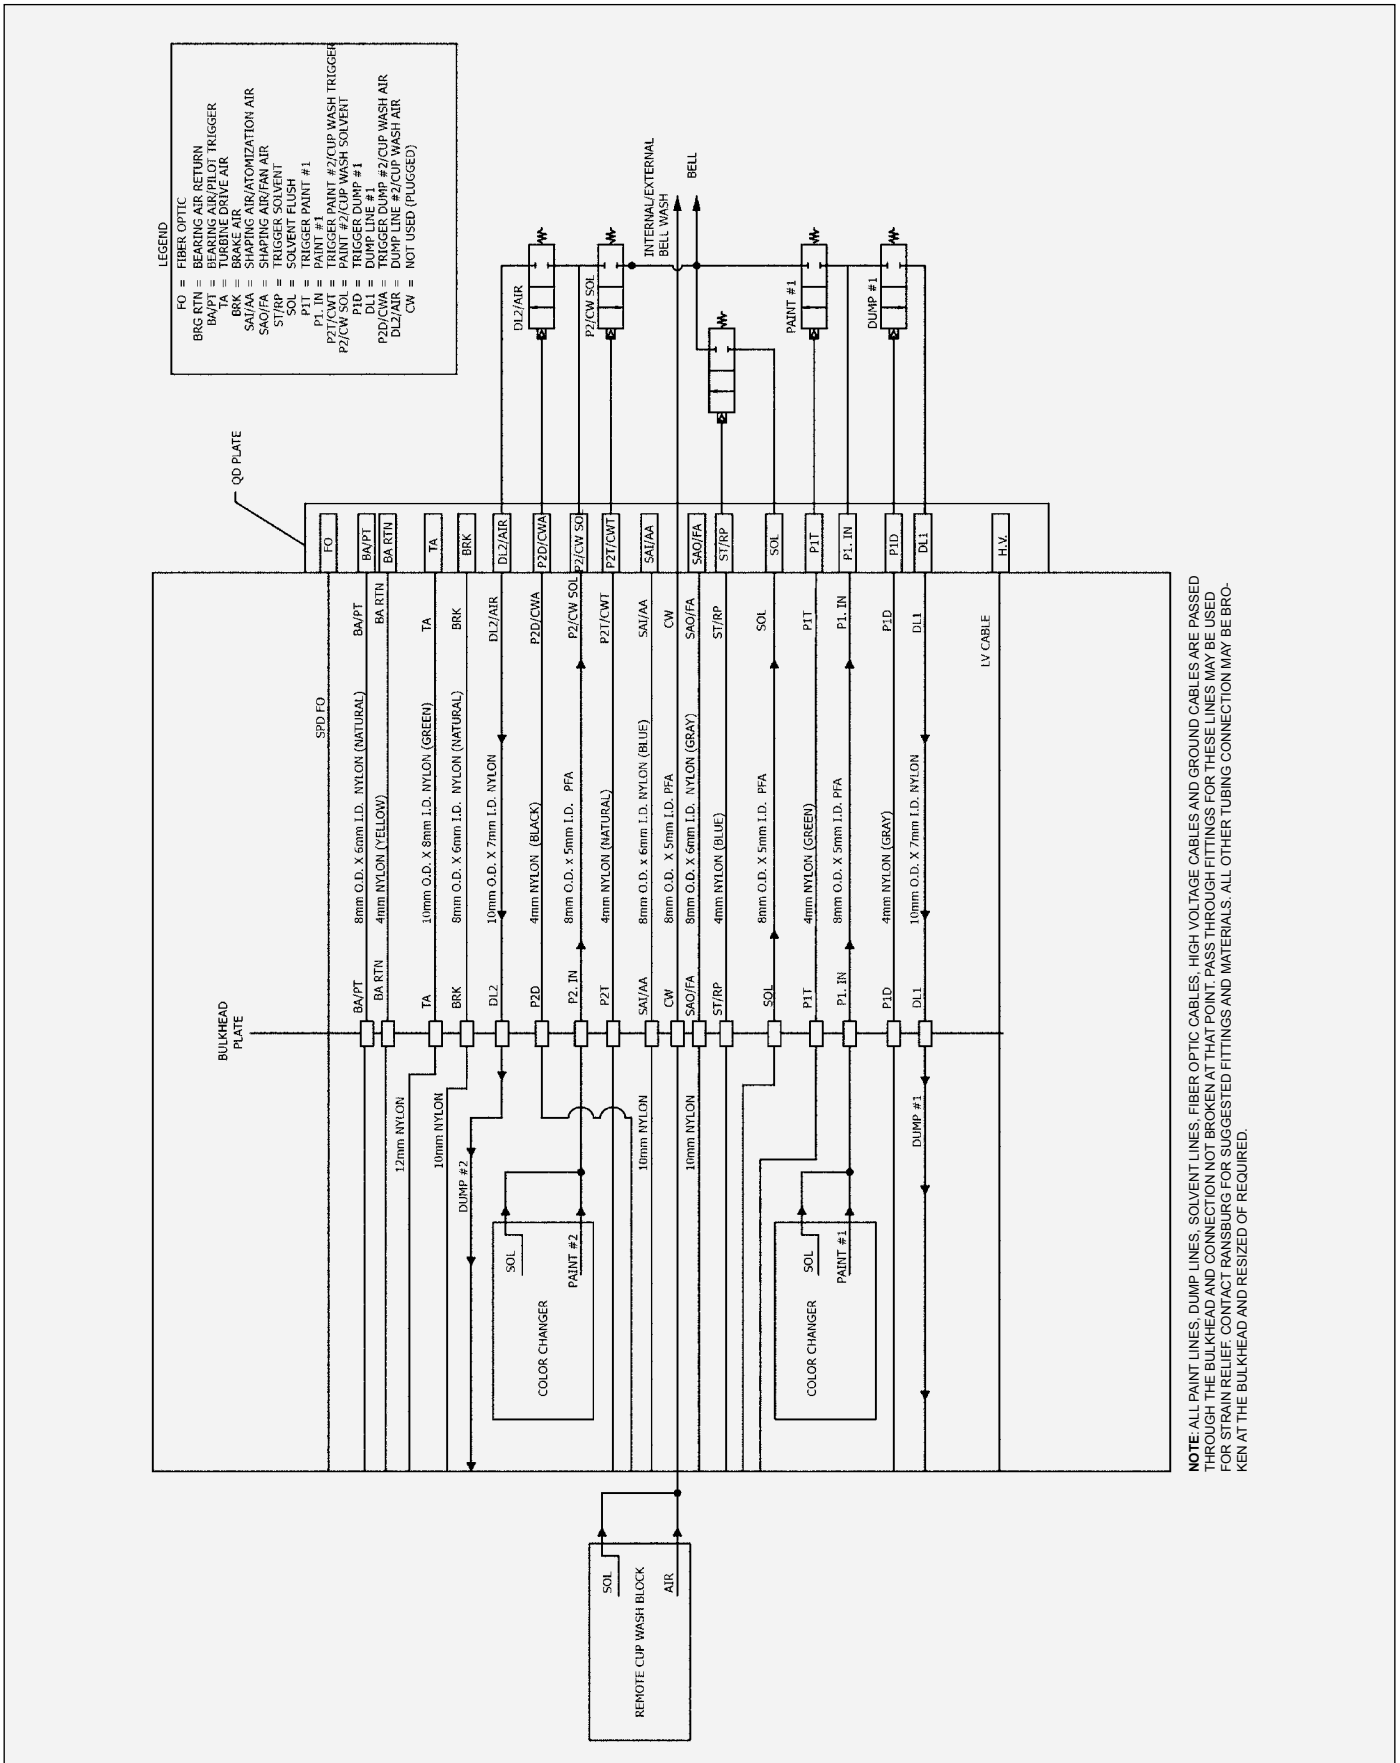 LEGEND
FO = FIBER OPTIC
BRG RTN = BEARING AIR RETURN
BA/PT = BEARING AIR/PILOT TRIGGER
TA = TURBINE DRIVE AIR
BRK = BRAKE AIR
SAI/AA = SHAPING AIR/ATOMIZATION AIR
SAO/FA = SHAPING AIR/FAN AIR
ST/RP = TRIGGER SOLVENT
SOL = SOLVENT FLUSH
P1T = TRIGGER PAINT #1
P1. IN = PAINT #1
P2T/CWT = TRIGGER PAINT #2/CUP WASH TRIGGER
P2/CW SOL = PAINT #2/CUP WASH SOLVENT
P1D = TRIGGER DUMP #1
DL1 = DUMP LINE #1
P2D/CWA = TRIGGER DUMP #2/CUP WASH AIR
DL2/AIR = DUMP LINE #2/CUP WASH AIR
CW = NOT USED (PLUGGED)
QD PLATE
BULKHEAD
PLATE
SPD FO
FO
BA/PT
8mm O.D. X 6mm I.D. NYLON (NATURAL)
BA/PT
BA/PT
BA RTN
4mm NYLON (YELLOW)
BA RTN
BA RTN
12mm NYLON
TA
10mm O.D. X 8mm I.D. NYLON (GREEN)
TA
TA
10mm NYLON
BRK
8mm O.D. X 6mm I.D. NYLON (NATURAL)
BRK
BRK
DUMP #2
DL2
10mm O.D. X 7mm I.D. NYLON
DL2/AIR
DL2/AIR
DL2/AIR
P2D
4mm NYLON (BLACK)
P2D/CWA
P2D/CWA
P2. IN
8mm O.D. x 5mm I.D. PFA
P2/CW SOL
P2/CW SOL
P2/CW SOL
P2T
4mm NYLON (NATURAL)
P2T/CWT
P2T/CWT
10mm NYLON
SAI/AA
8mm O.D. x 6mm I.D. NYLON (BLUE)
SAI/AA
SAI/AA
CW
8mm O.D. X 5mm I.D. PFA
CW
INTERNAL/EXTERNAL
BELL WASH
BELL
10mm NYLON
SAO/FA
8mm O.D. x 6mm I.D. NYLON (GRAY)
SAO/FA
SAO/FA
ST/RP
4mm NYLON (BLUE)
ST/RP
ST/RP
SOL
8mm O.D. X 5mm I.D. PFA
SOL
SOL
P1T
4mm NYLON (GREEN)
P1T
P1T
PAINT #1
P1. IN
8mm O.D. X 5mm I.D. PFA
P1. IN
P1. IN
P1D
4mm NYLON (GRAY)
P1D
P1D
DUMP #1
DUMP #1
DL1
10mm O.D. X 7mm I.D. NYLON
DL1
DL1
LV CABLE
H.V.
SOL
PAINT #2
COLOR CHANGER
SOL
PAINT #1
COLOR CHANGER
SOL
REMOTE CUP WASH BLOCK
AIR
NOTE: ALL PAINT LINES, DUMP LINES, SOLVENT LINES, FIBER OPTIC CABLES, HIGH VOLTAGE CABLES AND GROUND CABLES ARE PASSED
THROUGH THE BULKHEAD AND CONNECTION NOT BROKEN AT THAT POINT. PASS THROUGH FITTINGS FOR THESE LINES MAY BE USED
FOR STRAIN RELIEF. CONTACT RANSBURG FOR SUGGESTED FITTINGS AND MATERIALS. ALL OTHER TUBING CONNECTION MAY BE BRO-
KEN AT THE BULKHEAD AND RESIZED OF REQUIRED.